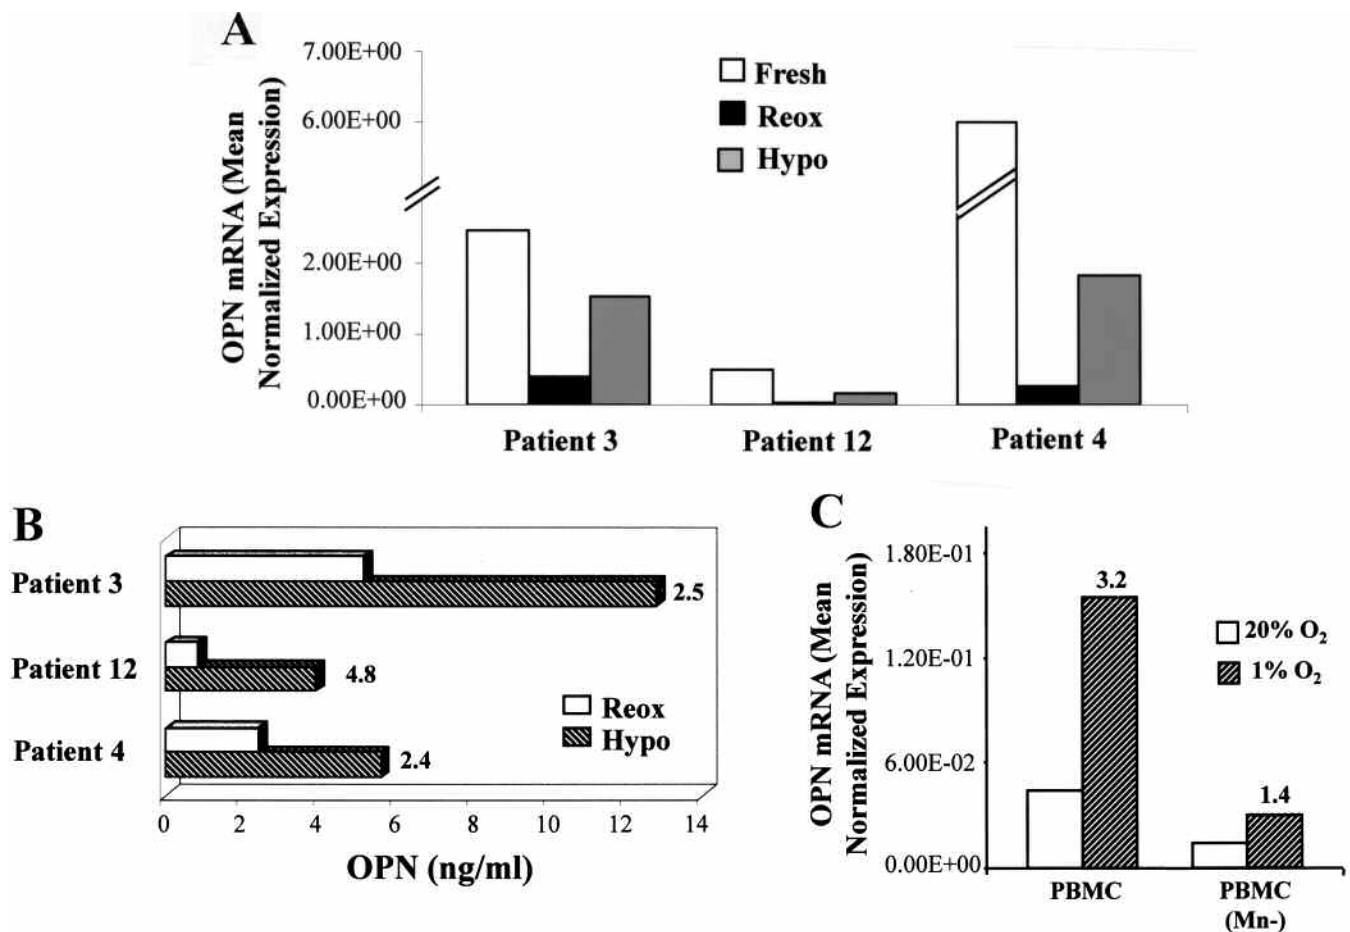 A
OPN mRNA (Mean
Normalized Expression)
7.00E+00
6.00E+00
2.00E+00
1.00E+00
0.00E+00
Fresh
Reox
Hypo
Patient 3
Patient 12
Patient 4
B
Patient 3
2.5
Patient 12
4.8
Patient 4
2.4
Reox
Hypo
0 2 4 6 8 10 12 14
OPN (ng/ml)
C
OPN mRNA (Mean
Normalized Expression)
1.80E-01
1.20E-01
6.00E-02
0.00E+00
3.2
1.4
20% O₂
1% O₂
PBMC
PBMC
(Mn-)